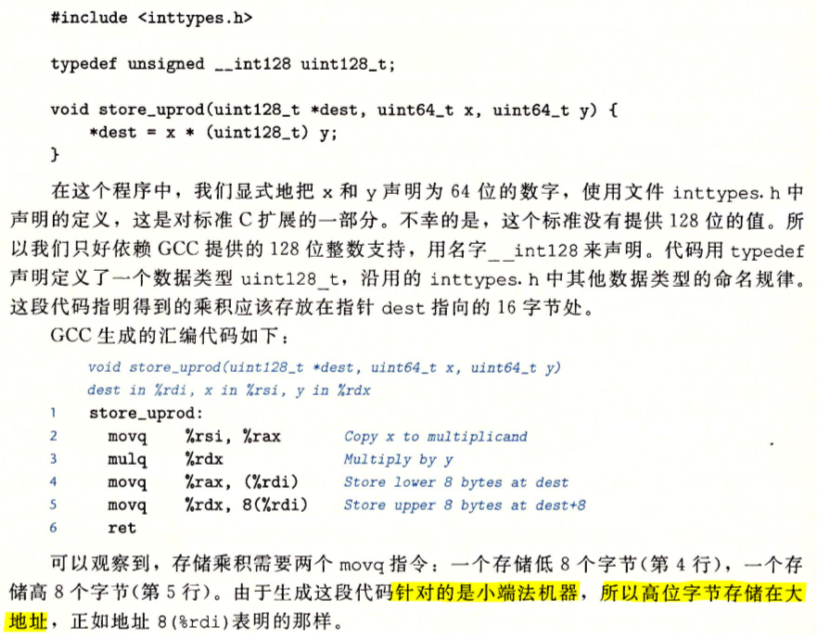 #include <inttypes.h>
typedef unsigned __int128 uint128_t;
void store_uprod(uint128_t *dest, uint64_t x, uint64_t y) {
*dest = x * (uint128_t) y;
}
在这个程序中，我们显式地把 x 和 y 声明为 64 位的数字，使用文件 inttypes.h 中
声明的定义，这是对标准 C 扩展的一部分。不幸的是，这个标准没有提供 128 位的值。所
以我们只好依赖 GCC 提供的 128 位整数支持，用名字__int128 来声明。代码用 typedef
声明定义了一个数据类型 uint128_t，沿用的 inttypes.h 中其他数据类型的命名规律。
这段代码指明得到的乘积应该存放在指针 dest 指向的 16 字节处。
GCC 生成的汇编代码如下：
void store_uprod(uint128_t *dest, uint64_t x, uint64_t y)
dest in %rdi, x in %rsi, y in %rdx
1 store_uprod:
2 movq %rsi, %rax Copy x to multiplicand
3 mulq %rdx Multiply by y
4 movq %rax, (%rdi) Store lower 8 bytes at dest
5 movq %rdx, 8(%rdi) Store upper 8 bytes at dest+8
6 ret
可以观察到，存储乘积需要两个 movq 指令：一个存储低 8 个字节(第 4 行)，一个存
储高 8 个字节(第 5 行)。由于生成这段代码针对的是小端法机器，所以高位字节存储在大
地址，正如地址 8(%rdi)表明的那样。